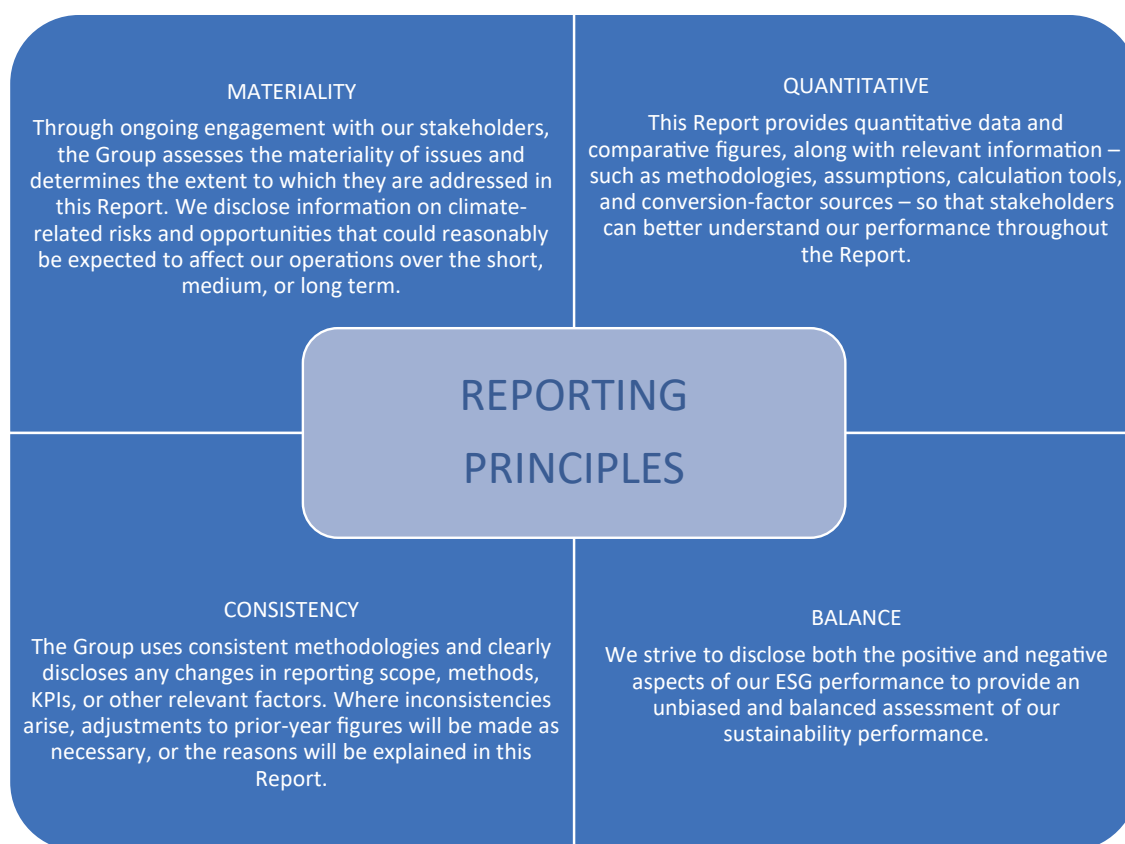 MATERIALITY
Through ongoing engagement with our stakeholders,
the Group assesses the materiality of issues and
determines the extent to which they are addressed in
this Report. We disclose information on climate-
related risks and opportunities that could reasonably
be expected to affect our operations over the short,
medium, or long term.
QUANTITATIVE
This Report provides quantitative data and
comparative figures, along with relevant information –
such as methodologies, assumptions, calculation tools,
and conversion-factor sources – so that stakeholders
can better understand our performance throughout
the Report.
REPORTING
PRINCIPLES
CONSISTENCY
The Group uses consistent methodologies and clearly
discloses any changes in reporting scope, methods,
KPIs, or other relevant factors. Where inconsistencies
arise, adjustments to prior-year figures will be made as
necessary, or the reasons will be explained in this
Report.
BALANCE
We strive to disclose both the positive and negative
aspects of our ESG performance to provide an
unbiased and balanced assessment of our
sustainability performance.